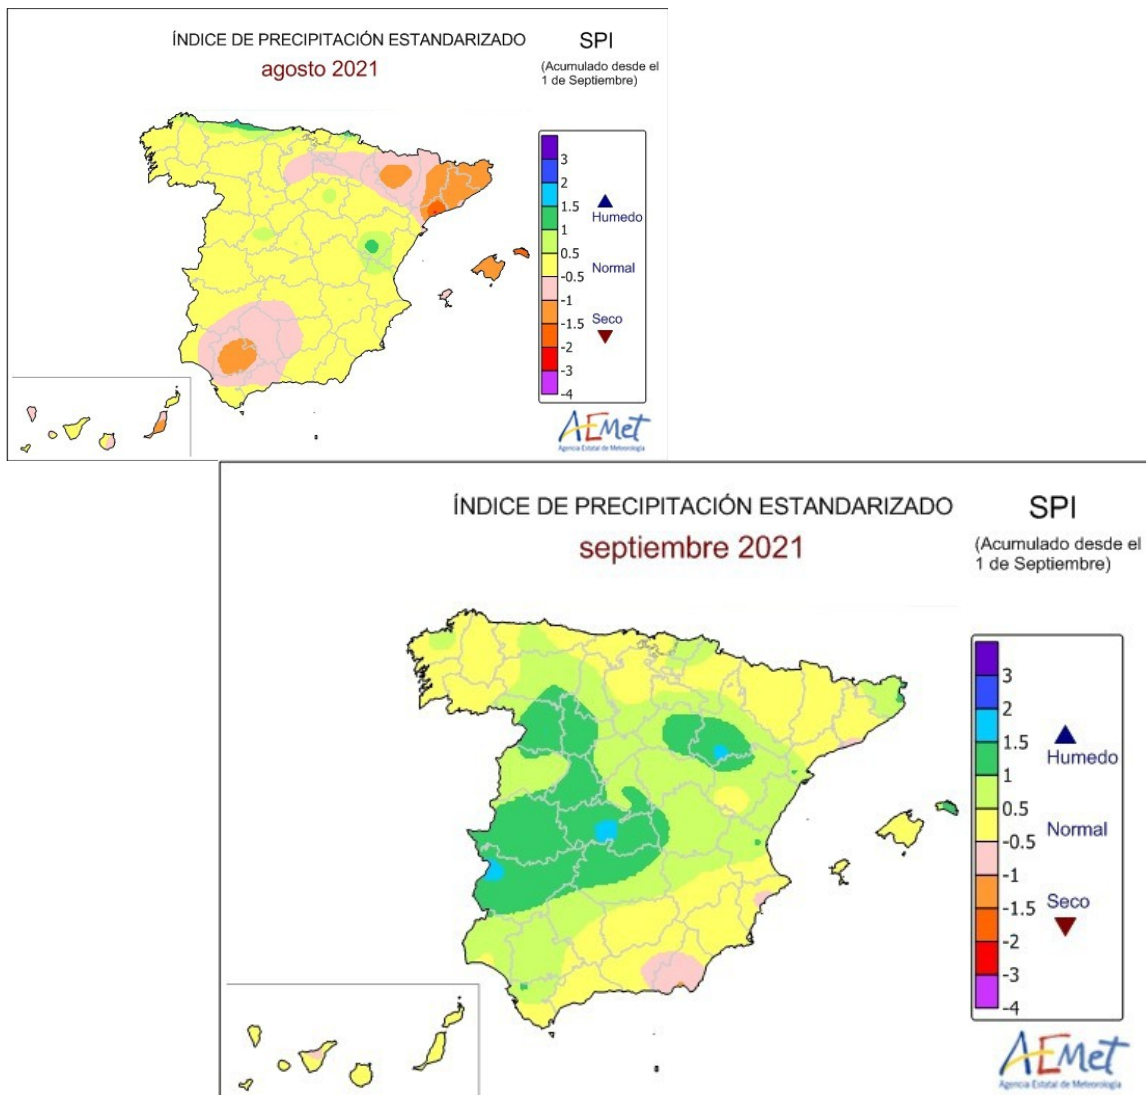 ÍNDICE DE PRECIPITACIÓN ESTANDARIZADO
agosto 2021
SPI
(Acumulado desde el
1 de Septiembre)
3
2
1.5
1
0.5
-0.5
-1
-1.5
-2
-3
-4
Humedo
Normal
Seco
AEMet
Agencia Estatal de Meteorología
ÍNDICE DE PRECIPITACIÓN ESTANDARIZADO
septiembre 2021
SPI
(Acumulado desde el
1 de Septiembre)
3
2
1.5
1
0.5
-0.5
-1
-1.5
-2
-3
-4
Humedo
Normal
Seco
AEMet
Agencia Estatal de Meteorología